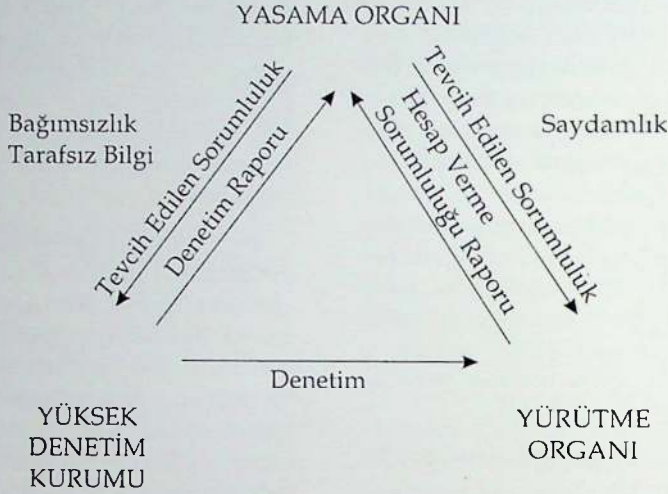 YASAMA ORGANI
Bağımsızlık
Tarafsız Bilgi
Tevcih Edilen Sorumluluk
Denetim Raporu
Hesap Verme
Sorumluluğu Raporu
Tevcih Edilen Sorumluluk
Saydamlık
Denetim
YÜKSEK
DENETİM
KURUMU
YÜRÜTME
ORGANI